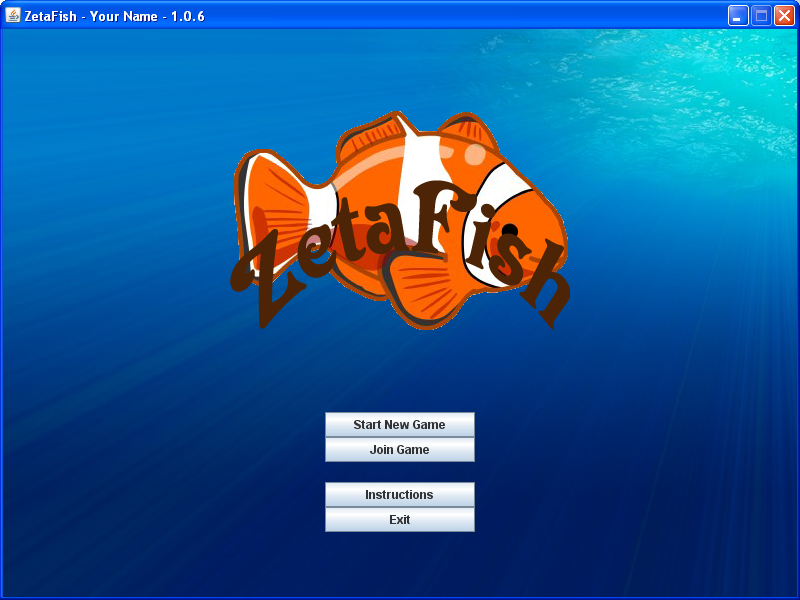 ZetaFish - Your Name - 1.0.6
ZetaFish
Start New Game
Join Game
Instructions
Exit